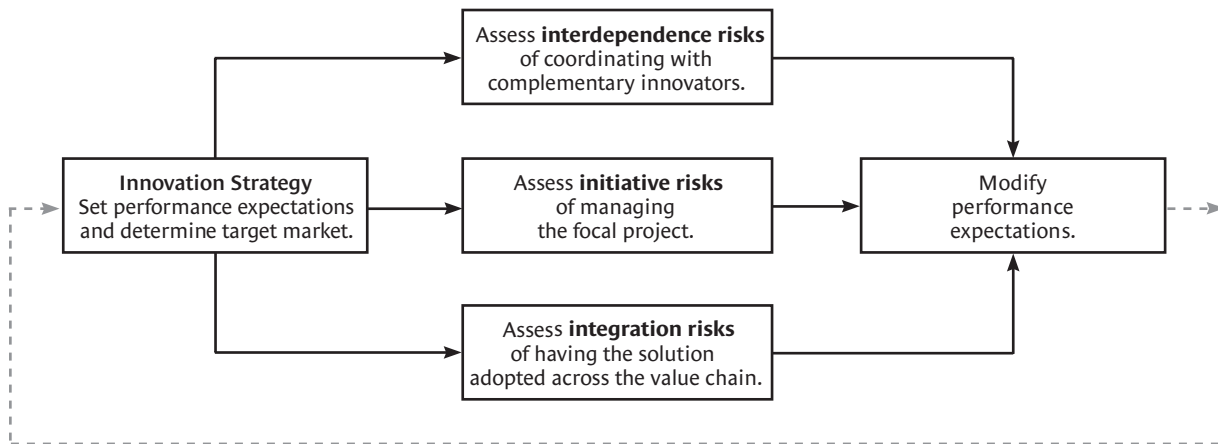 Assess interdependence risks
of coordinating with
complementary innovators.
Innovation Strategy
Set performance expectations
and determine target market.
Assess initiative risks
of managing
the focal project.
Modify
performance
expectations.
Assess integration risks
of having the solution
adopted across the value chain.